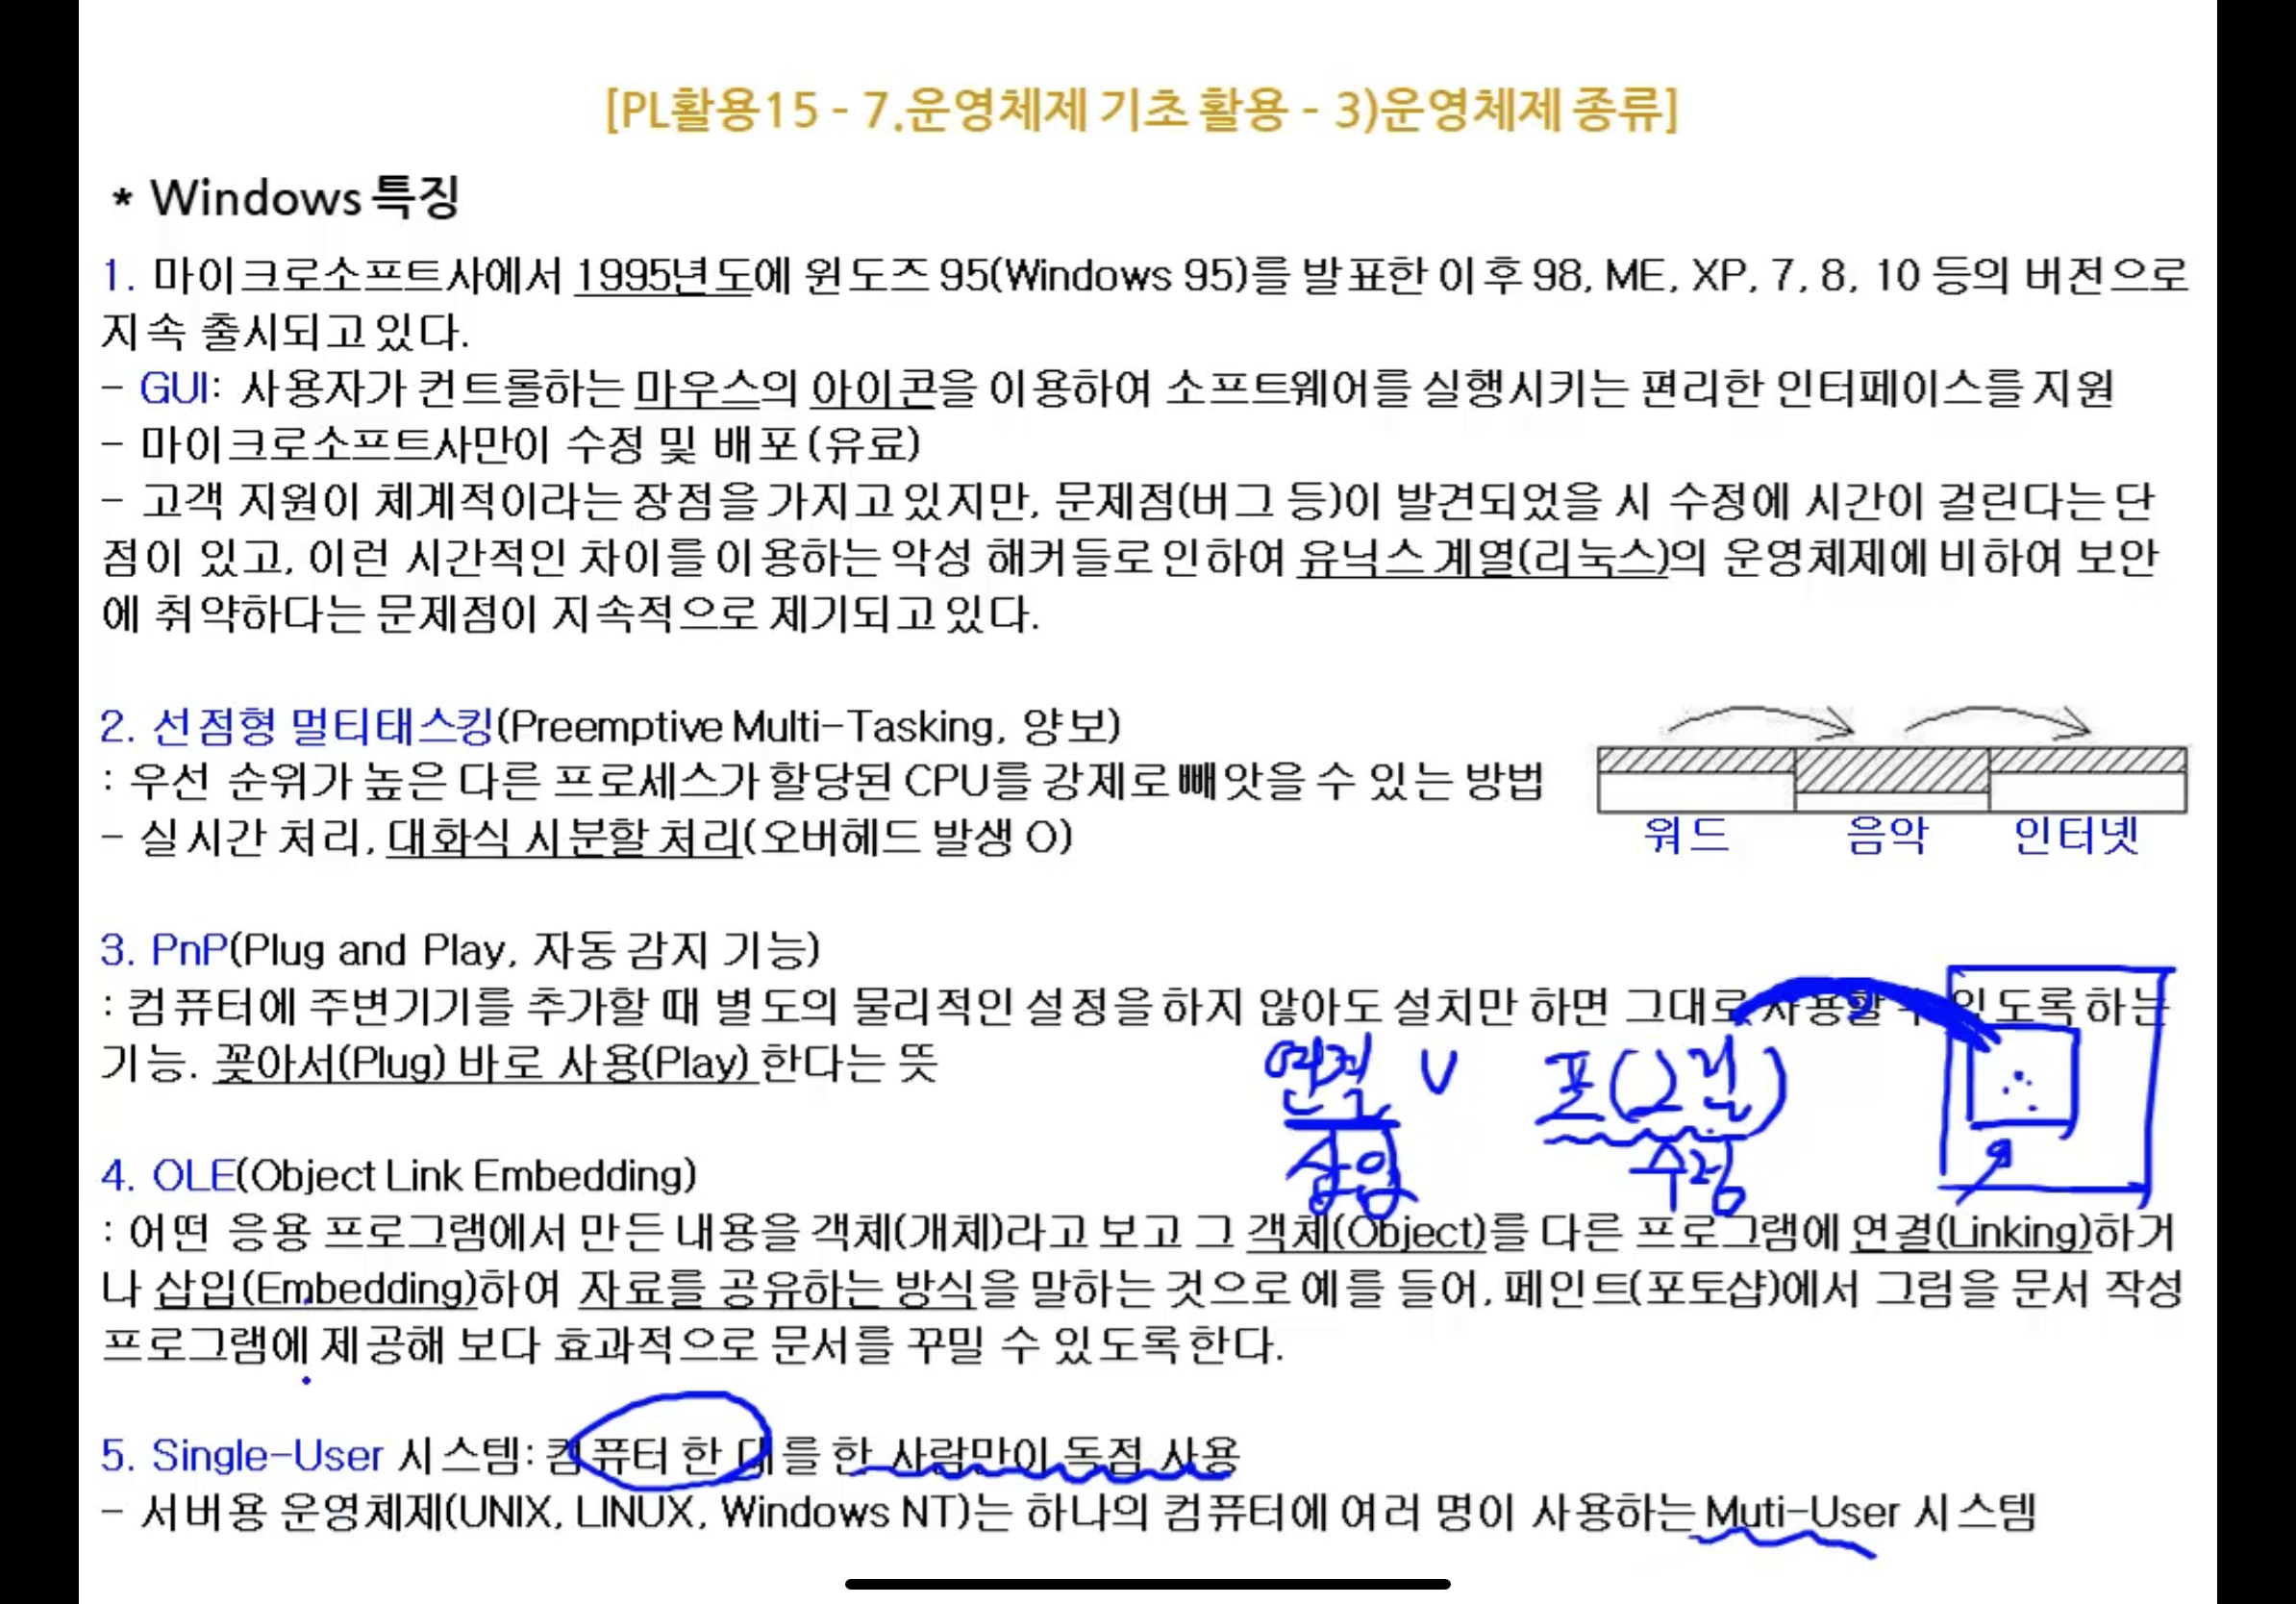 [PL활용15 - 7.운영체제 기초 활용 - 3)운영체제 종류]
* Windows 특징
1. 마이크로소프트사에서 1995년도에 윈도즈 95(Windows 95)를 발표한 이후 98, ME, XP, 7, 8, 10 등의 버전으로
지속 출시되고 있다.
- GUI: 사용자가 컨트롤하는 마우스의 아이콘을 이용하여 소프트웨어를 실행시키는 편리한 인터페이스를 지원
- 마이크로소프트사만이 수정 및 배포(유료)
- 고객 지원이 체계적이라는 장점을 가지고 있지만, 문제점(버그 등)이 발견되었을 시 수정에 시간이 걸린다는 단
점이 있고, 이런 시간적인 차이를 이용하는 악성 해커들로 인하여 유닉스 계열(리눅스)의 운영체제에 비하여 보안
에 취약하다는 문제점이 지속적으로 제기되고 있다.
2. 선점형 멀티태스킹(Preemptive Multi-Tasking, 양보)
: 우선 순위가 높은 다른 프로세스가 할당된 CPU를 강제로 빼앗을 수 있는 방법
- 실시간 처리, 대화식 시분할 처리(오버헤드 발생 O)
워드 음악 인터넷
3. PnP(Plug and Play, 자동 감지 기능)
: 컴퓨터에 주변기기를 추가할 때 별도의 물리적인 설정을 하지 않아도 설치만 하면 그대로 사용할 수 있도록 하는
기능. 꽂아서(Plug) 바로 사용(Play) 한다는 뜻
연결 V 포(그림)
삽입 수정
4. OLE(Object Link Embedding)
: 어떤 응용 프로그램에서 만든 내용을 객체(개체)라고 보고 그 객체(Object)를 다른 프로그램에 연결(Linking)하거
나 삽입(Embedding)하여 자료를 공유하는 방식을 말하는 것으로 예를 들어, 페인트(포토샵)에서 그림을 문서 작성
프로그램에 제공해 보다 효과적으로 문서를 꾸밀 수 있도록한다.
5. Single-User 시스템: 컴퓨터 한 대를 한 사람만이 독점 사용
- 서버용 운영체제(UNIX, LINUX, Windows NT)는 하나의 컴퓨터에 여러 명이 사용하는 Muti-User 시스템